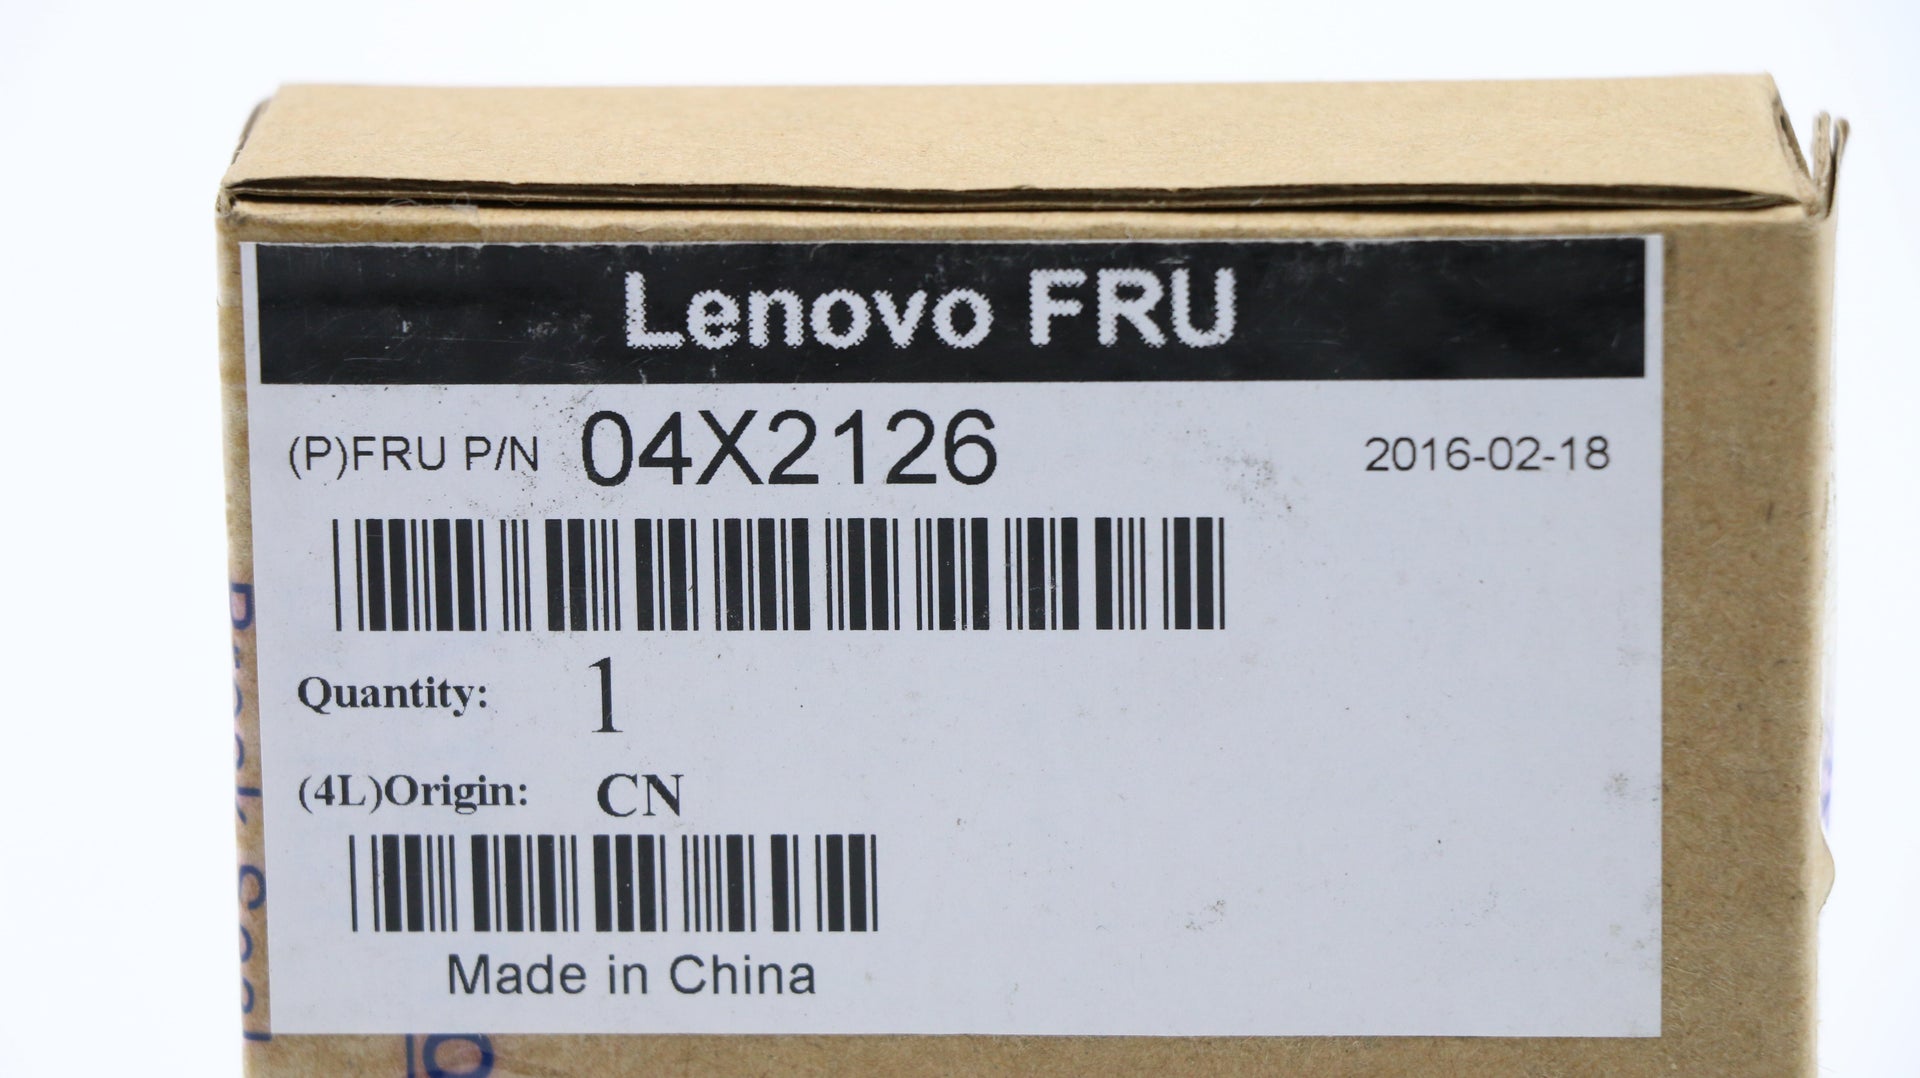 Lenovo FRU
(P)FRU P/N 04X2126
2016-02-18
Quantity: 1
(4L)Origin: CN
Made in China